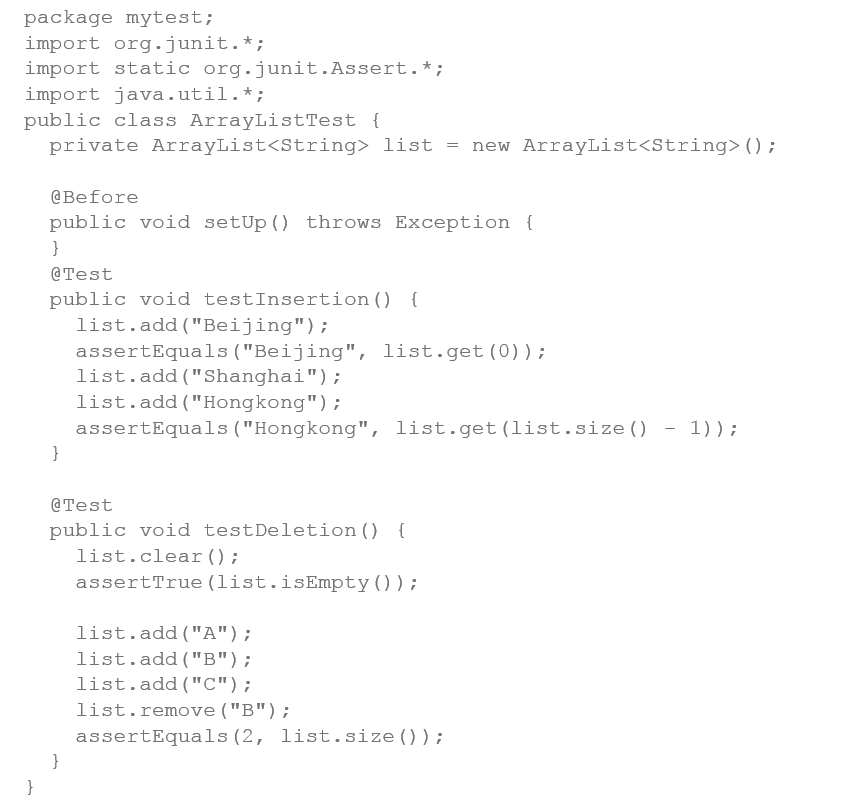 package mytest;
import org.junit.*;
import static org.junit.Assert.*;
import java.util.*;
public class ArrayListTest {
  private ArrayList<String> list = new ArrayList<String>();

  @Before
  public void setUp() throws Exception {
  }
  @Test
  public void testInsertion() {
    list.add("Beijing");
    assertEquals("Beijing", list.get(0));
    list.add("Shanghai");
    list.add("Hongkong");
    assertEquals("Hongkong", list.get(list.size() - 1));
  }

  @Test
  public void testDeletion() {
    list.clear();
    assertTrue(list.isEmpty());

    list.add("A");
    list.add("B");
    list.add("C");
    list.remove("B");
    assertEquals(2, list.size());
  }
}